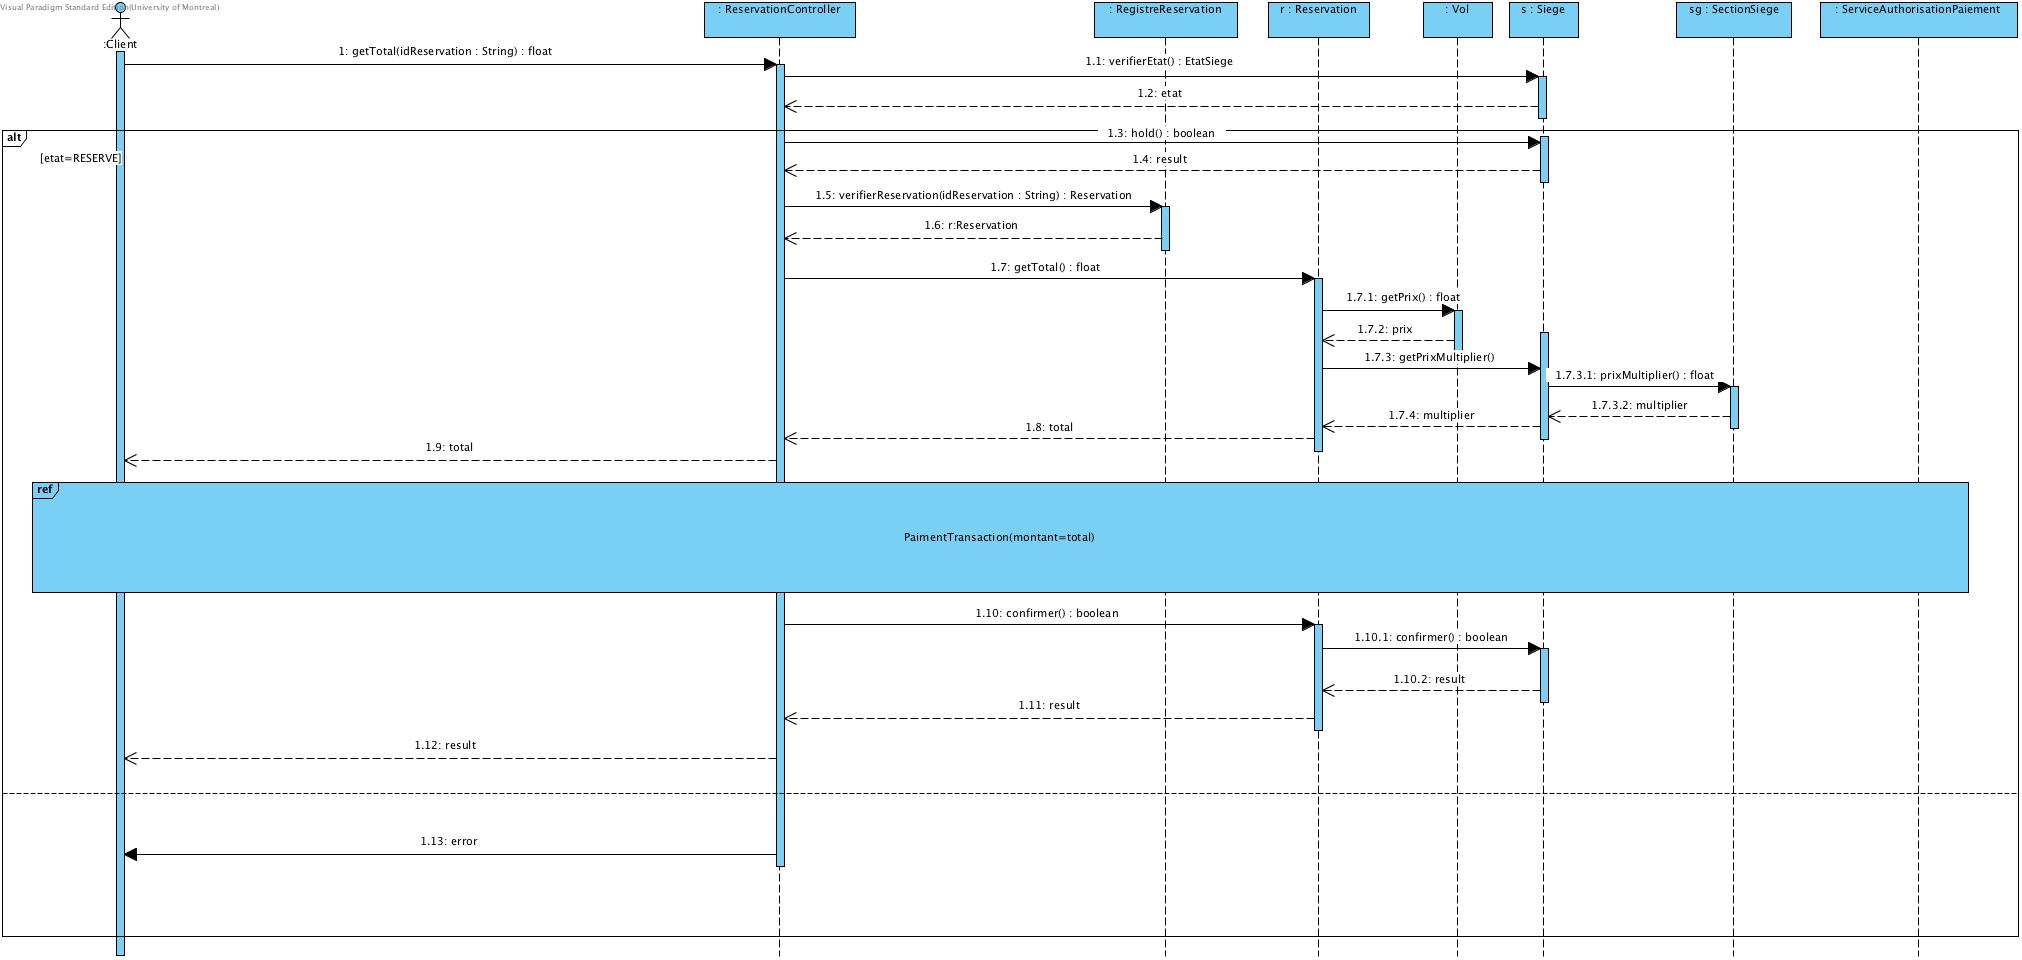 Visual Paradigm Standard Edition(University of Montreal)
:Client
: ReservationController
: RegistreReservation
r : Reservation
: Vol
s : Siege
sg : SectionSiege
: ServiceAuthorisationPaiement
1: getTotal(idReservation : String) : float
1.1: verifierEtat() : EtatSiege
1.2: etat
alt
[etat=RESERVE]
1.3: hold() : boolean
1.4: result
1.5: verifierReservation(idReservation : String) : Reservation
1.6: r:Reservation
1.7: getTotal() : float
1.7.1: getPrix() : float
1.7.2: prix
1.7.3: getPrixMultiplier()
1.7.3.1: prixMultiplier() : float
1.7.3.2: multiplier
1.7.4: multiplier
1.8: total
1.9: total
ref
PaimentTransaction(montant=total)
1.10: confirmer() : boolean
1.10.1: confirmer() : boolean
1.10.2: result
1.11: result
1.12: result
1.13: error